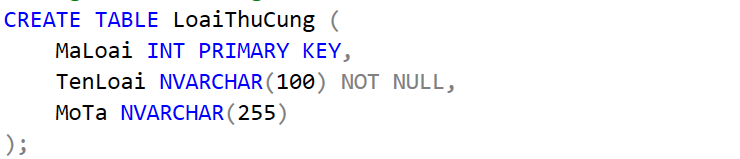 CREATE TABLE LoaiThuCung (
    MaLoai INT PRIMARY KEY,
    TenLoai NVARCHAR(100) NOT NULL,
    MoTa NVARCHAR(255)
);